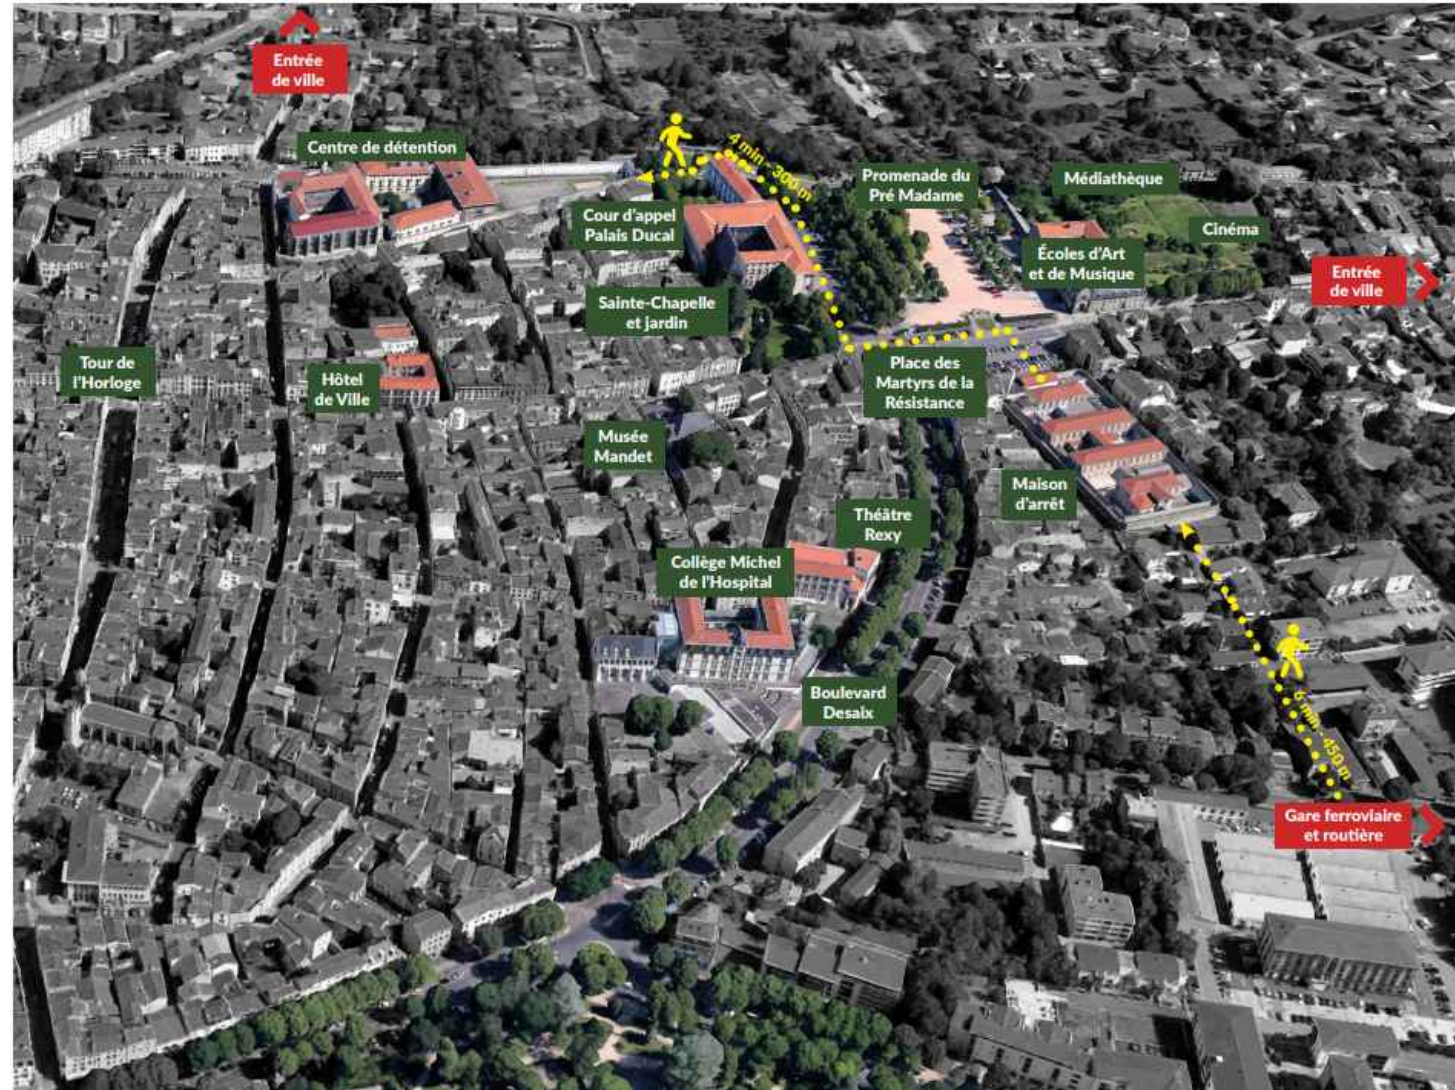 Entrée
de ville
Centre de détention
4 min - 300 m
Promenade du
Pré Madame
Médiathèque
Cour d'appel
Palais Ducal
Cinéma
Écoles d'Art
et de Musique
Entrée
de ville
Sainte-Chapelle
et jardin
Tour de
l'Horloge
Hôtel
de Ville
Place des
Martyrs de la
Résistance
Musée
Mandet
Maison
d'arrêt
Théâtre
Rexy
Collège Michel
de l'Hospital
Boulevard
Desaix
6 min - 450 m
Gare ferroviaire
et routière